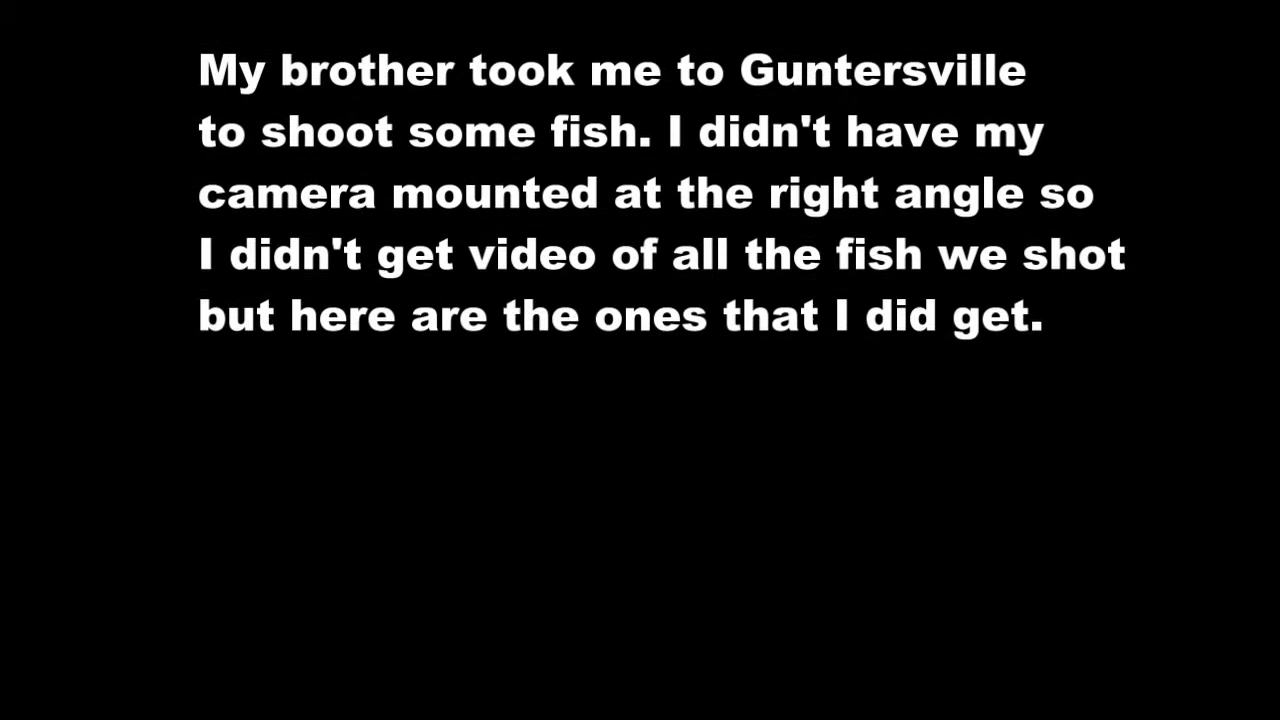 My brother took me to Guntersville
to shoot some fish. I didn't have my
camera mounted at the right angle so
I didn't get video of all the fish we shot
but here are the ones that I did get.